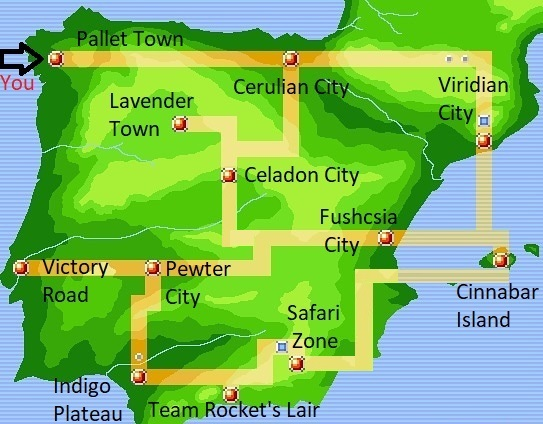 Pallet Town
You
Cerulian City
Viridian
City
Lavender
Town
Celadon City
Fushcsia
City
Victory
Road
Pewter
City
Cinnabar
Island
Safari
Zone
Indigo
Plateau
Team Rocket's Lair